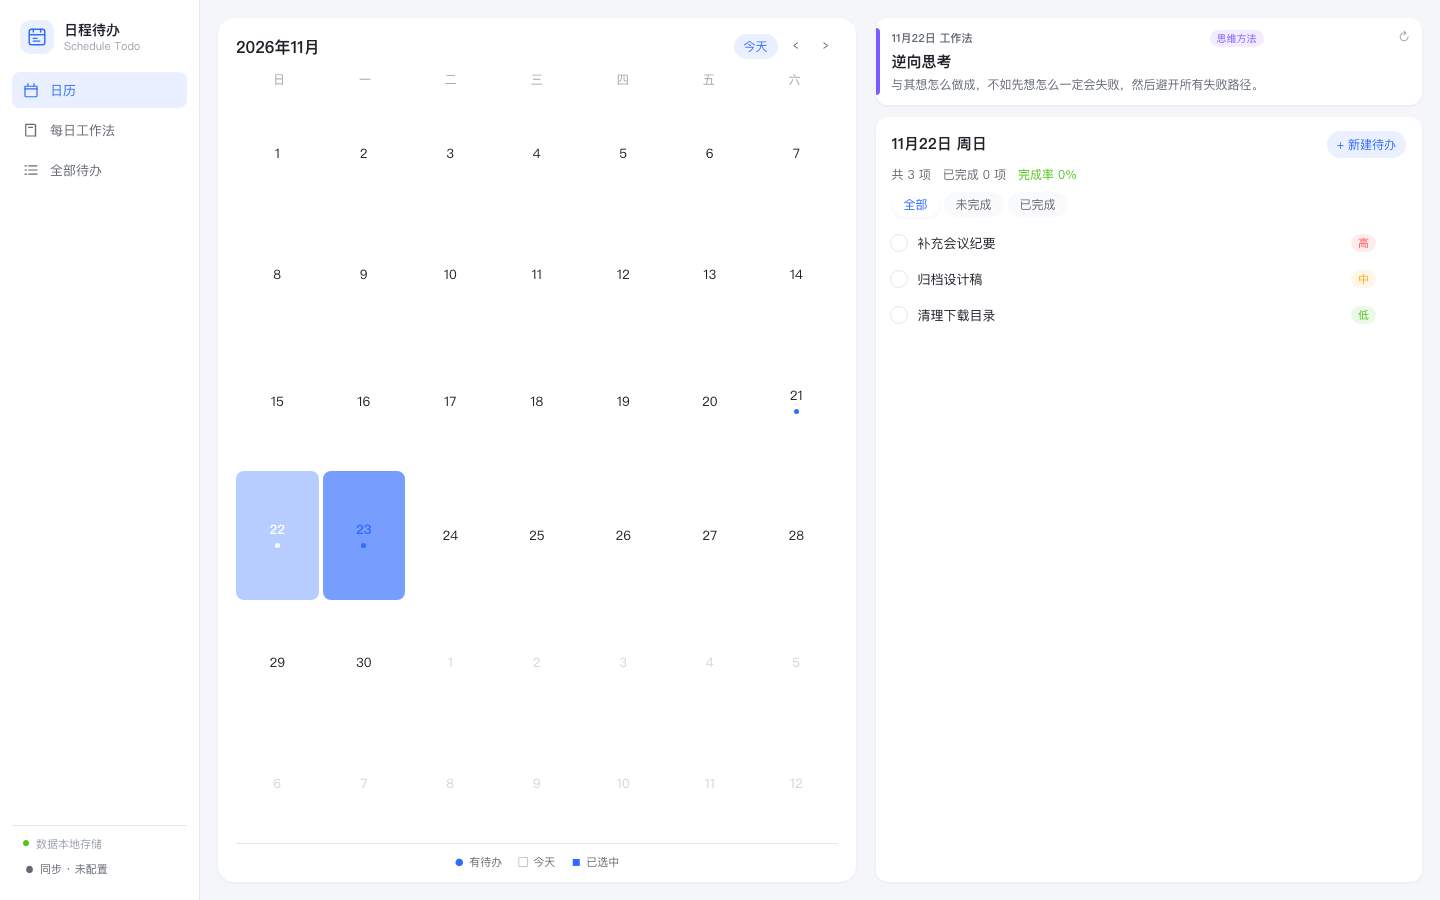 日程待办
Schedule Todo
日历
每日工作法
全部待办
数据本地存储
同步 · 未配置
2026年11月
今天
日 一 二 三 四 五 六
1 2 3 4 5 6 7
8 9 10 11 12 13 14
15 16 17 18 19 20 21
22 23 24 25 26 27 28
29 30 1 2 3 4 5
6 7 8 9 10 11 12
有待办 今天 已选中
11月22日 工作法 思维方法
逆向思考
与其想怎么做成，不如先想怎么一定会失败，然后避开所有失败路径。
11月22日 周日
+ 新建待办
共 3 项 已完成 0 项 完成率 0%
全部 未完成 已完成
补充会议纪要 高
归档设计稿 中
清理下载目录 低